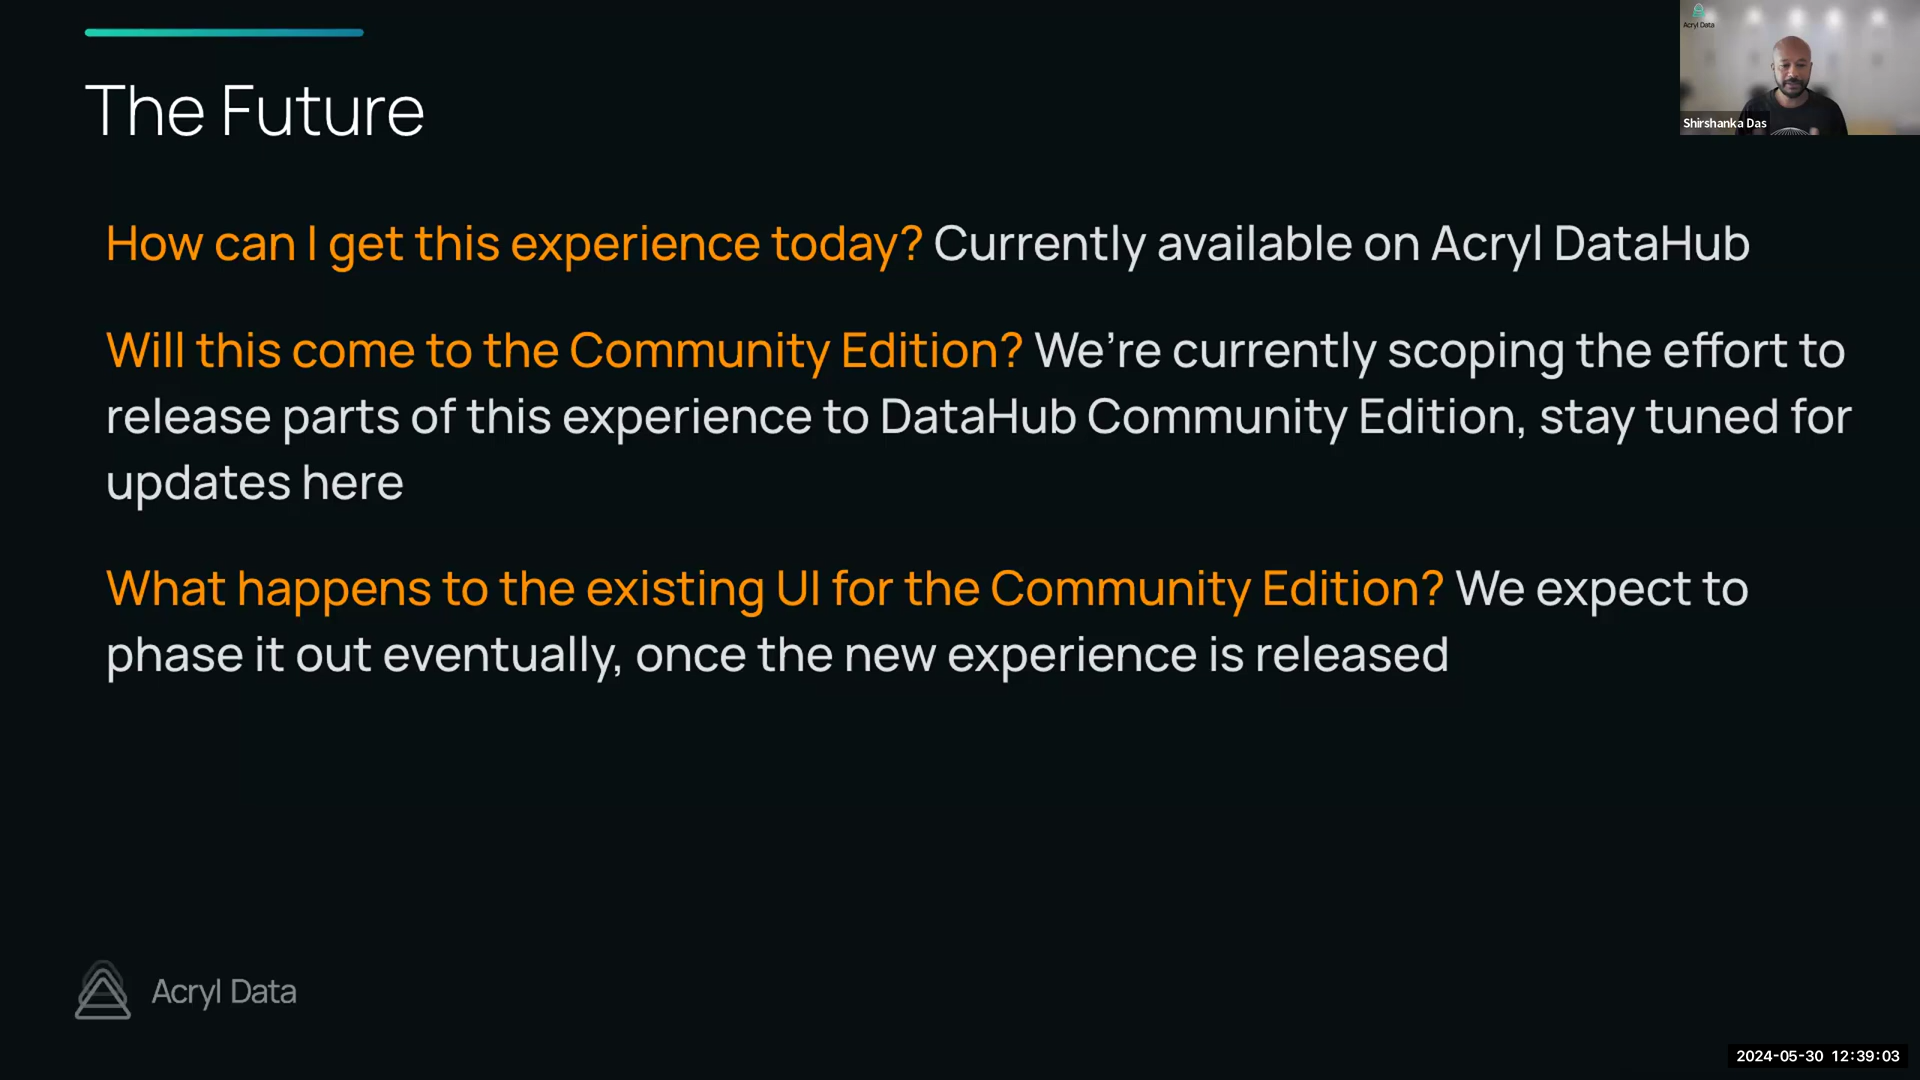 The Future
How can I get this experience today? Currently available on Acryl DataHub
Will this come to the Community Edition? We’re currently scoping the effort to
release parts of this experience to DataHub Community Edition, stay tuned for
updates here
What happens to the existing UI for the Community Edition? We expect to
phase it out eventually, once the new experience is released
Acryl Data
Acryl Data
Shirshanka Das
2024-05-30 12:39:03